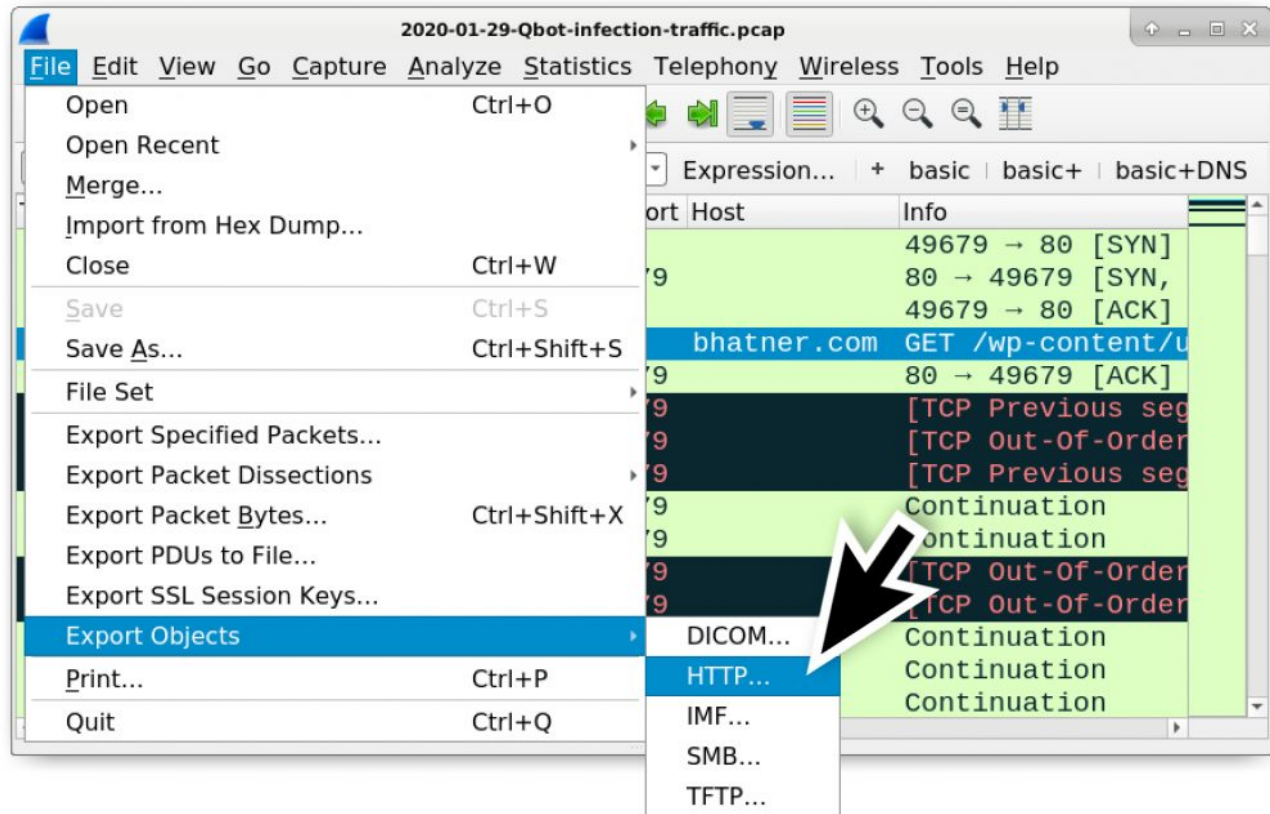 2020-01-29-Qbot-infection-traffic.pcap
File Edit View Go Capture Analyze Statistics Telephony Wireless Tools Help
Open Ctrl+O
Open Recent
Merge...
Import from Hex Dump...
Close Ctrl+W
Save Ctrl+S
Save As... Ctrl+Shift+S
File Set
Export Specified Packets...
Export Packet Dissections
Export Packet Bytes... Ctrl+Shift+X
Export PDUs to File...
Export SSL Session Keys...
Export Objects
Print... Ctrl+P
Quit Ctrl+Q
DICOM...
HTTP...
IMF...
SMB...
TFTP...
Expression... + basic basic+ basic+DNS
ort Host Info
49679 → 80 [SYN]
79 80 → 49679 [SYN,
49679 → 80 [ACK]
bhatner.com GET /wp-content/u
79 80 → 49679 [ACK]
79 [TCP Previous seg
79 [TCP Out-Of-Order
79 [TCP Previous seg
79 Continuation
79 Continuation
79 [TCP Out-Of-Order
79 [TCP Out-Of-Order
Continuation
Continuation
Continuation